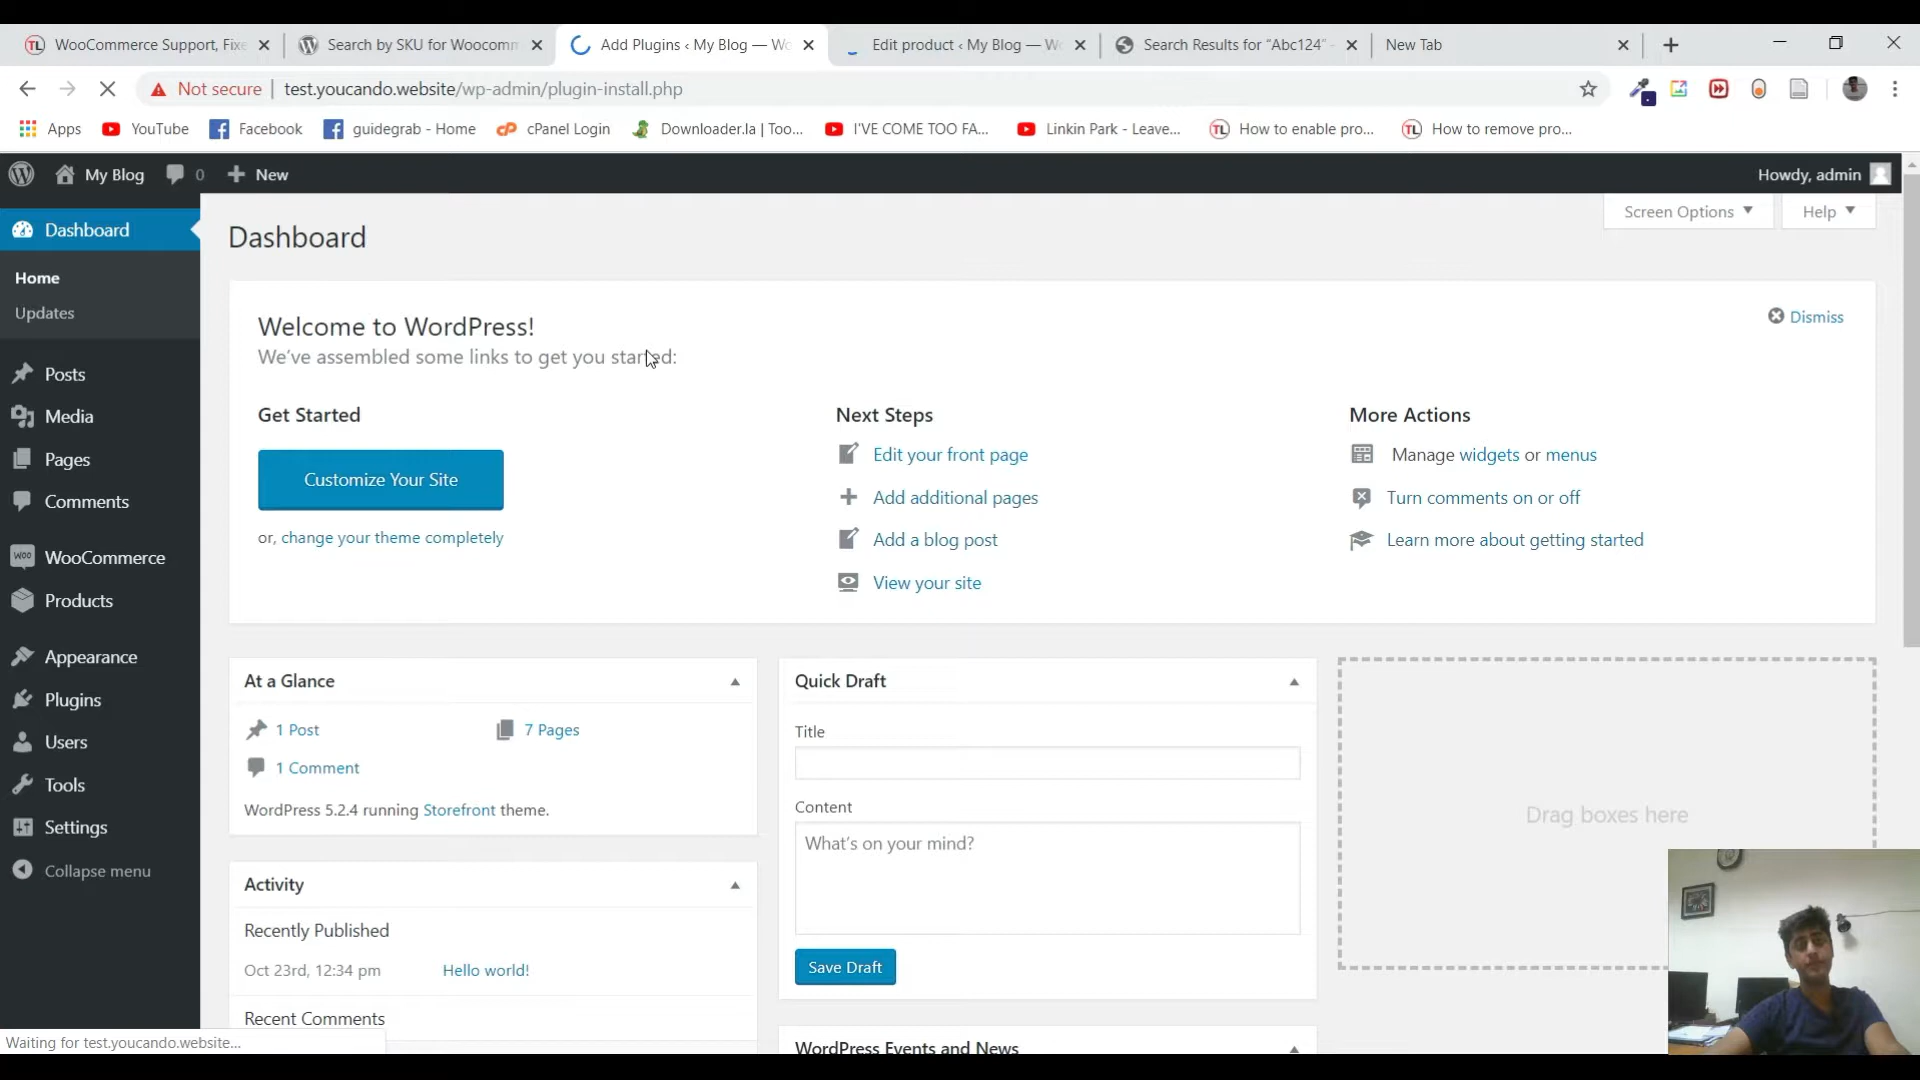 WooCommerce Support, Fixe
Search by SKU for Woocomm
Add Plugins ‹ My Blog — Wo
Edit product ‹ My Blog — Wo
Search Results for “Abc124” -
New Tab
Not secure
test.youcando.website/wp-admin/plugin-install.php
Apps
YouTube
Facebook
guidegrab - Home
cPanel Login
Downloader.la | Too...
I'VE COME TOO FA...
Linkin Park - Leave...
How to enable pro...
How to remove pro...
My Blog
0
New
Howdy, admin
Dashboard
Home
Updates
Posts
Media
Pages
Comments
WooCommerce
Products
Appearance
Plugins
Users
Tools
Settings
Collapse menu
Screen Options
Help
Dashboard
Welcome to WordPress!
We’ve assembled some links to get you started:
Dismiss
Get Started
Customize Your Site
or, change your theme completely
Next Steps
Edit your front page
Add additional pages
Add a blog post
View your site
More Actions
Manage widgets or menus
Turn comments on or off
Learn more about getting started
At a Glance
1 Post
7 Pages
1 Comment
WordPress 5.2.4 running Storefront theme.
Activity
Recently Published
Oct 23rd, 12:34 pm
Hello world!
Recent Comments
Quick Draft
Title
Content
What’s on your mind?
Save Draft
WordPress Events and News
Drag boxes here
Waiting for test.youcando.website...